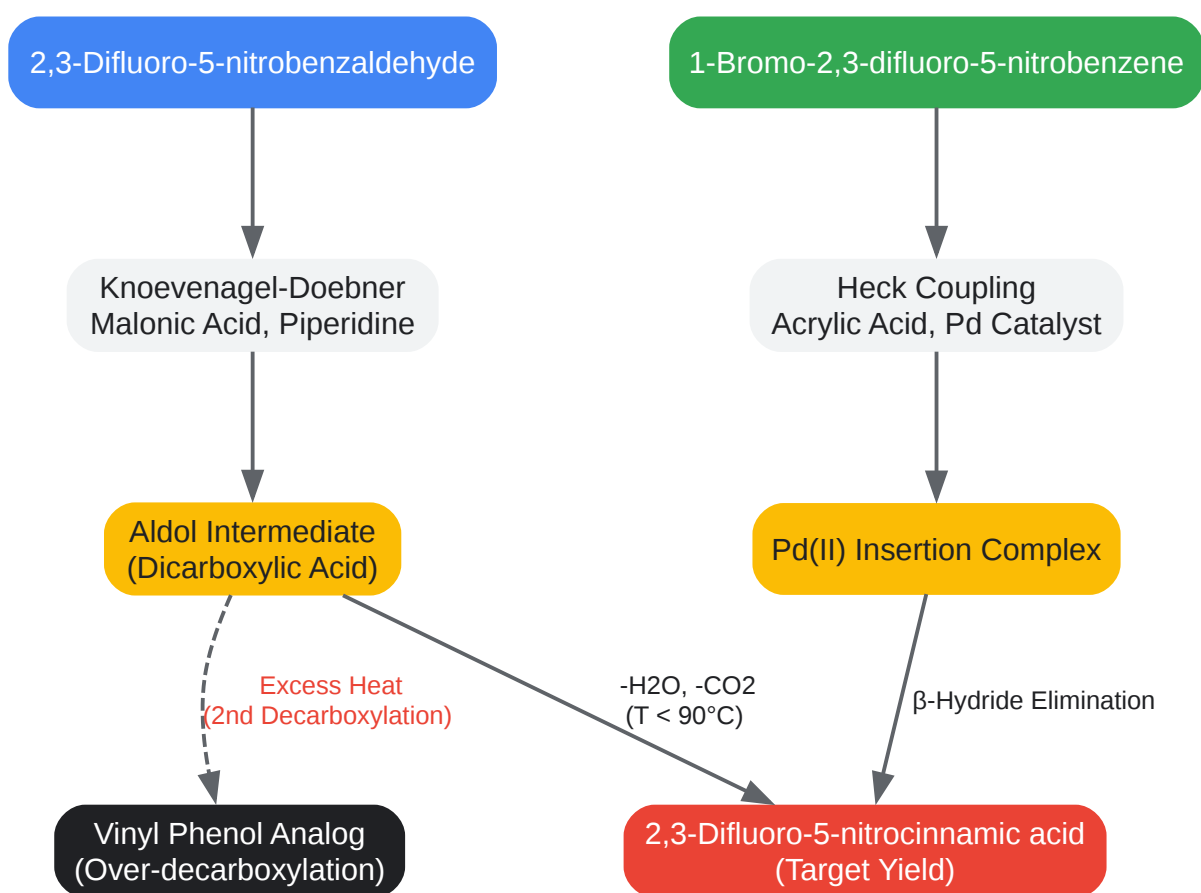 2,3-Difluoro-5-nitrobenzaldehyde
1-Bromo-2,3-difluoro-5-nitrobenzene
Knoevenagel-Doebner
Malonic Acid, Piperidine
Heck Coupling
Acrylic Acid, Pd Catalyst
Aldol Intermediate
(Dicarboxylic Acid)
Pd(II) Insertion Complex
Excess Heat
(2nd Decarboxylation)
-H2O, -CO2
(T < 90°C)
β-Hydride Elimination
Vinyl Phenol Analog
(Over-decarboxylation)
2,3-Difluoro-5-nitrocinnamic acid
(Target Yield)